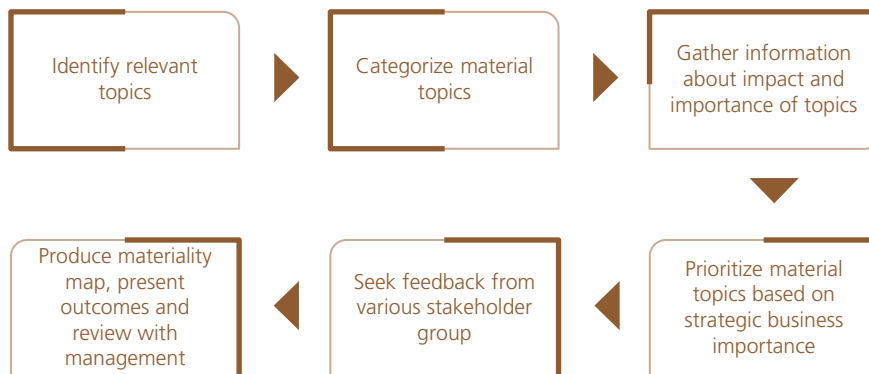 Identify relevant
topics
Categorize material
topics
Gather information
about impact and
importance of topics
Prioritize material
topics based on
strategic business
importance
Seek feedback from
various stakeholder
group
Produce materiality
map, present
outcomes and
review with
management